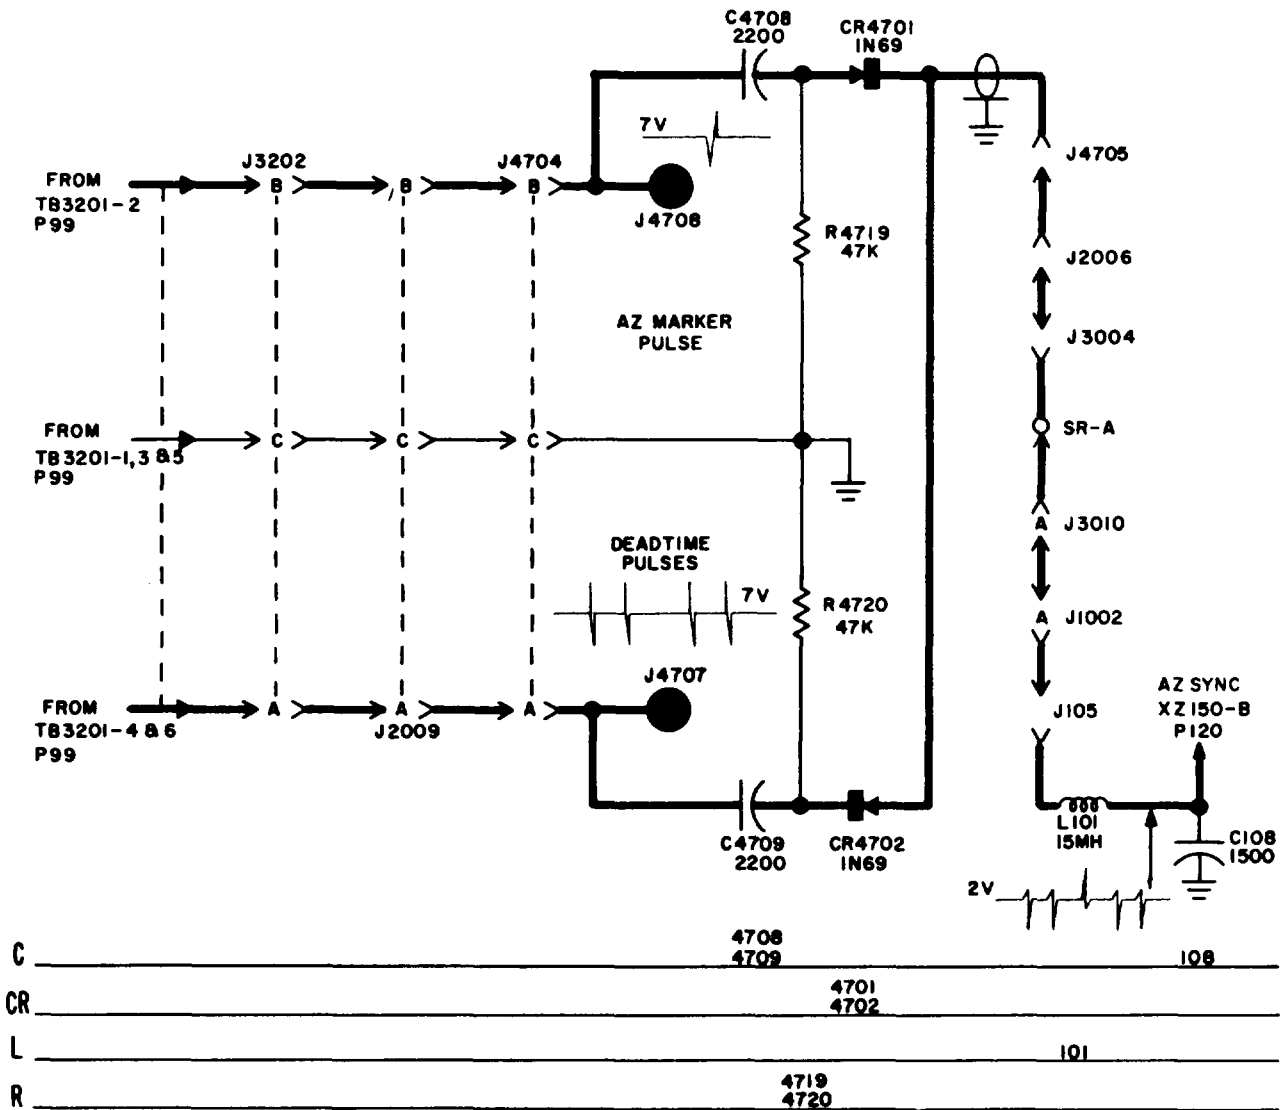 C4708
2200
CR4701
IN69
7V
J3202
J4704
J4705
FROM
TB3201-2
P99
B
B
B
J4708
R4719
47K
J2006
AZ MARKER
PULSE
J3004
FROM
TB3201-1,3 &5
P99
C
C
C
SR-A
A
J3010
DEADTIME
PULSES
7V
R4720
47K
A
J1002
J4707
AZ SYNC
XZ150-B
P120
FROM
TB3201-4 & 6
P99
A
A
A
J2009
J105
C4709
2200
CR4702
IN69
L101
15MH
C108
1500
2V
C
4708
4709
108
CR
4701
4702
L
101
R
4719
4720